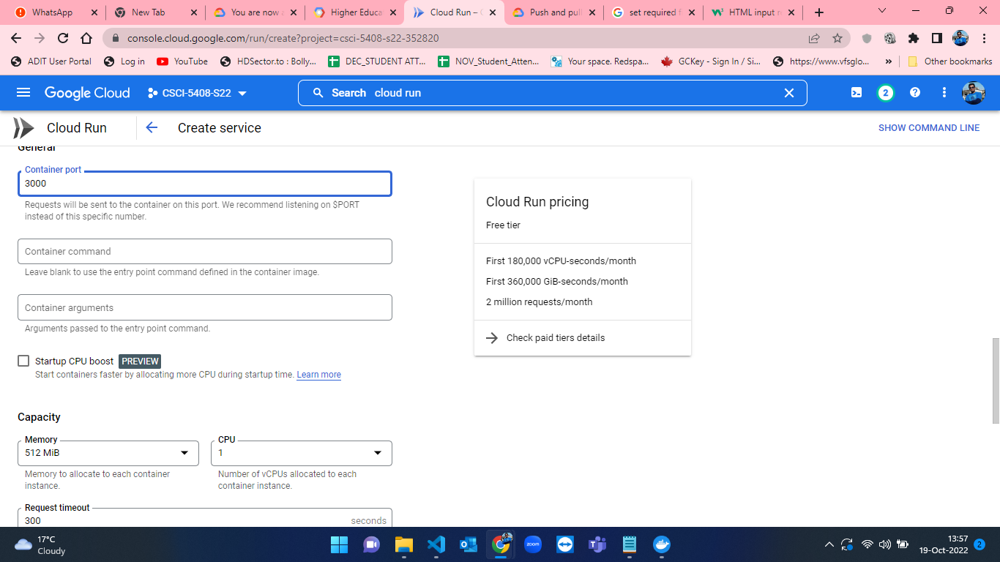 WhatsApp
New Tab
You are now a
Higher Educa
Cloud Run – C
Push and pull
set required f
HTML input re
console.cloud.google.com/run/create?project=csci-5408-s22-352820
ADIT User Portal
Log in
YouTube
HDSector.to : Bolly...
DEC_STUDENT ATT...
NOV_Student_Atten...
Your space. Redspa...
GCKey - Sign In / Si...
https://www.vfsglo...
»
Other bookmarks
Google Cloud
CSCI-5408-S22
Search cloud run
2
Cloud Run
Create service
SHOW COMMAND LINE
General
Container port
3000
Requests will be sent to the container on this port. We recommend listening on $PORT
instead of this specific number.
Container command
Leave blank to use the entry point command defined in the container image.
Container arguments
Arguments passed to the entry point command.
Startup CPU boost PREVIEW
Start containers faster by allocating more CPU during startup time. Learn more
Cloud Run pricing
Free tier
First 180,000 vCPU-seconds/month
First 360,000 GiB-seconds/month
2 million requests/month
Check paid tiers details
Capacity
Memory
512 MiB
Memory to allocate to each container
instance.
CPU
1
Number of vCPUs allocated to each
container instance.
Request timeout
300
seconds
17°C
Cloudy
zoom
13:57
19-Oct-2022
2